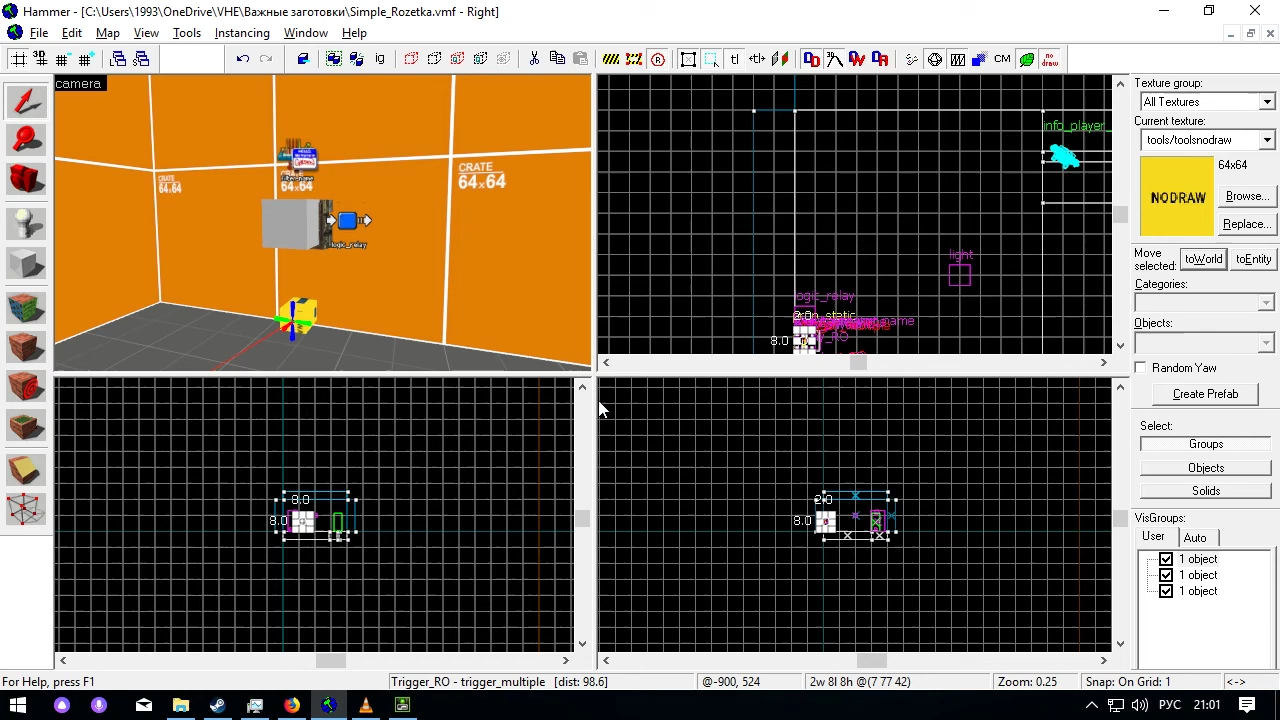 Hammer - [C:\Users\1993\OneDrive\VHE\Важные заготовки\Simple_Rozetka.vmf - Right]
File Edit Map View Tools Instancing Window Help
camera
CRATE
64x64
CRATE
64x64
64x64
logic_relay
info_player_
light
logic_relay
8.0
8.0
8.0
2.0
8.0
Texture group:
All Textures
Current texture:
tools/toolsnodraw
NODRAW
64x64
Browse...
Replace...
Move selected:
toWorld
toEntity
Categories:
Objects:
Random Yaw
Create Prefab
Select:
Groups
Objects
Solids
VisGroups:
User Auto
1 object
1 object
1 object
For Help, press F1
Trigger_RO - trigger_multiple [dist: 98.6]
@-900, 524
2w 8l 8h @(7 77 42)
Zoom: 0.25
Snap: On Grid: 1
<->
РУС 21:01